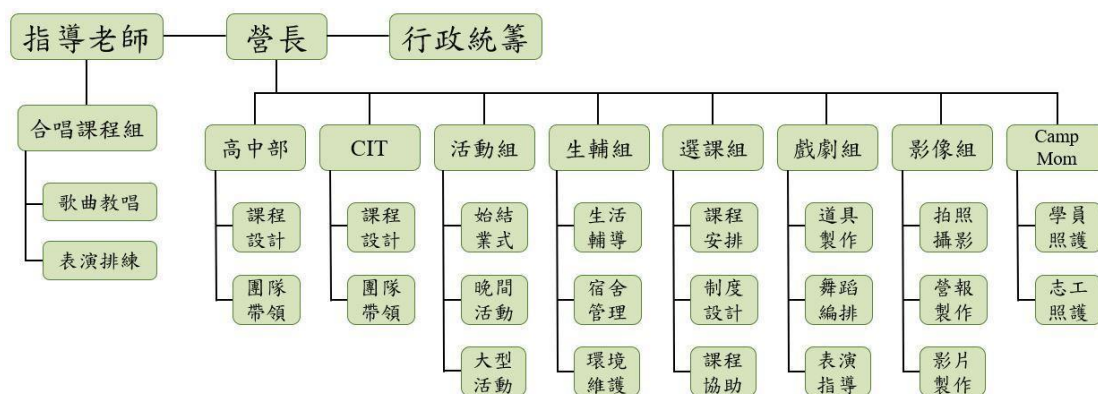 指導老師
營長
行政統籌
合唱課程組
歌曲教唱
表演排練
高中部
課程
設計
團隊
帶領
CIT
課程
設計
團隊
帶領
活動組
始結
業式
晚間
活動
大型
活動
生輔組
生活
輔導
宿舍
管理
環境
維護
選課組
課程
安排
制度
設計
課程
協助
戲劇組
道具
製作
舞蹈
編排
表演
指導
影像組
拍照
攝影
營報
製作
影片
製作
Camp
Mom
學員
照護
志工
照護